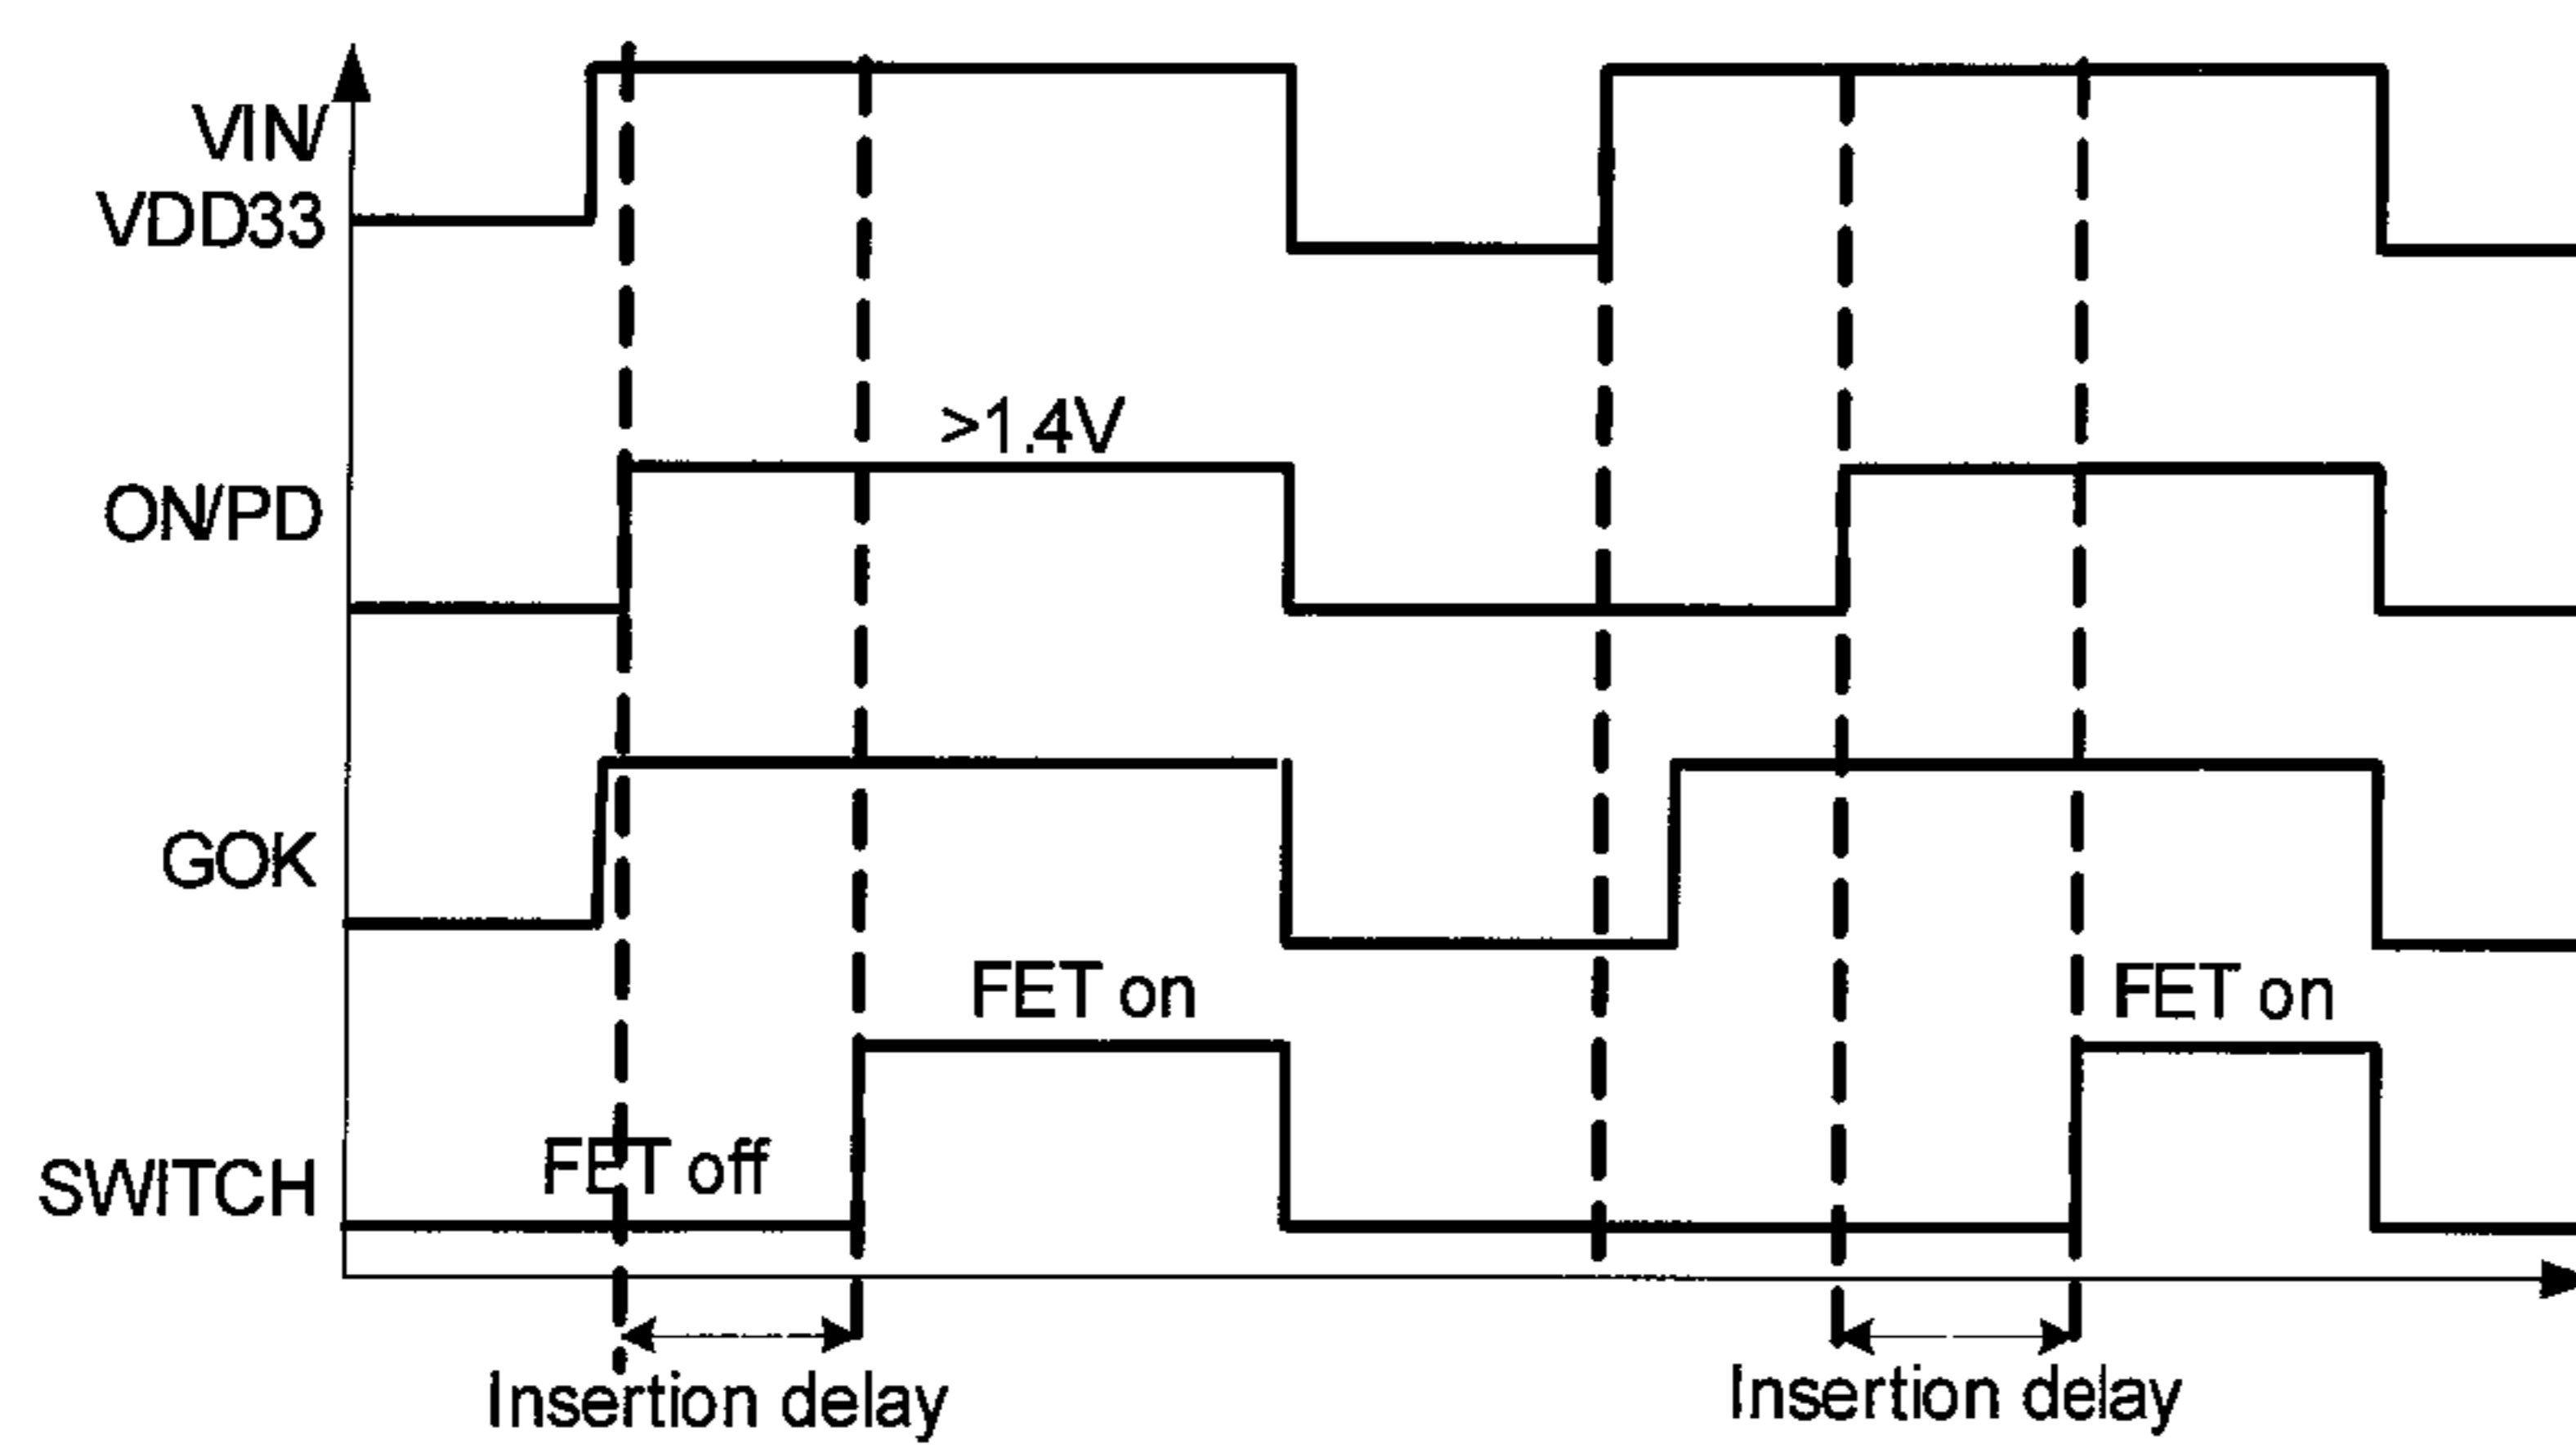 VIN/
VDD33
>1.4V
ON/PD
GOK
FET on
FET on
FET off
SWITCH
Insertion delay
Insertion delay